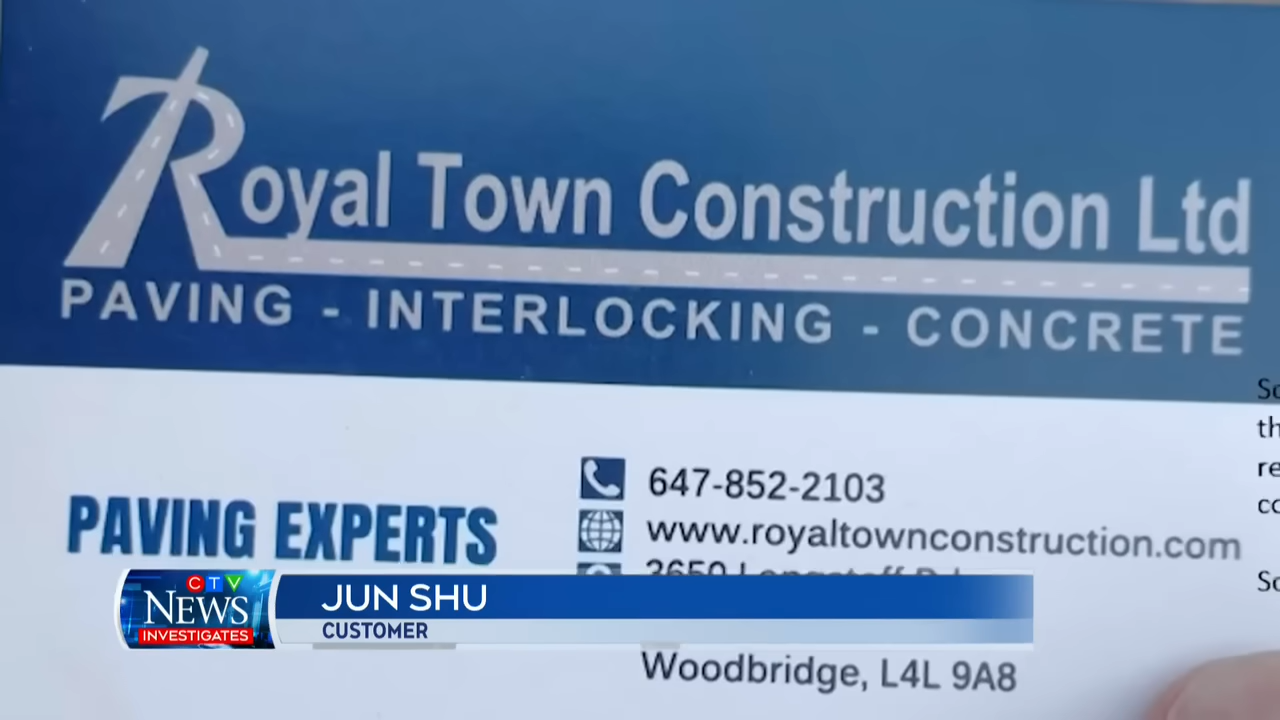 Royal Town Construction Ltd
PAVING - INTERLOCKING - CONCRETE
PAVING EXPERTS
647-852-2103
www.royaltownconstruction.com
Woodbridge, L4L 9A8
CTV
NEWS
INVESTIGATES
JUN SHU
CUSTOMER